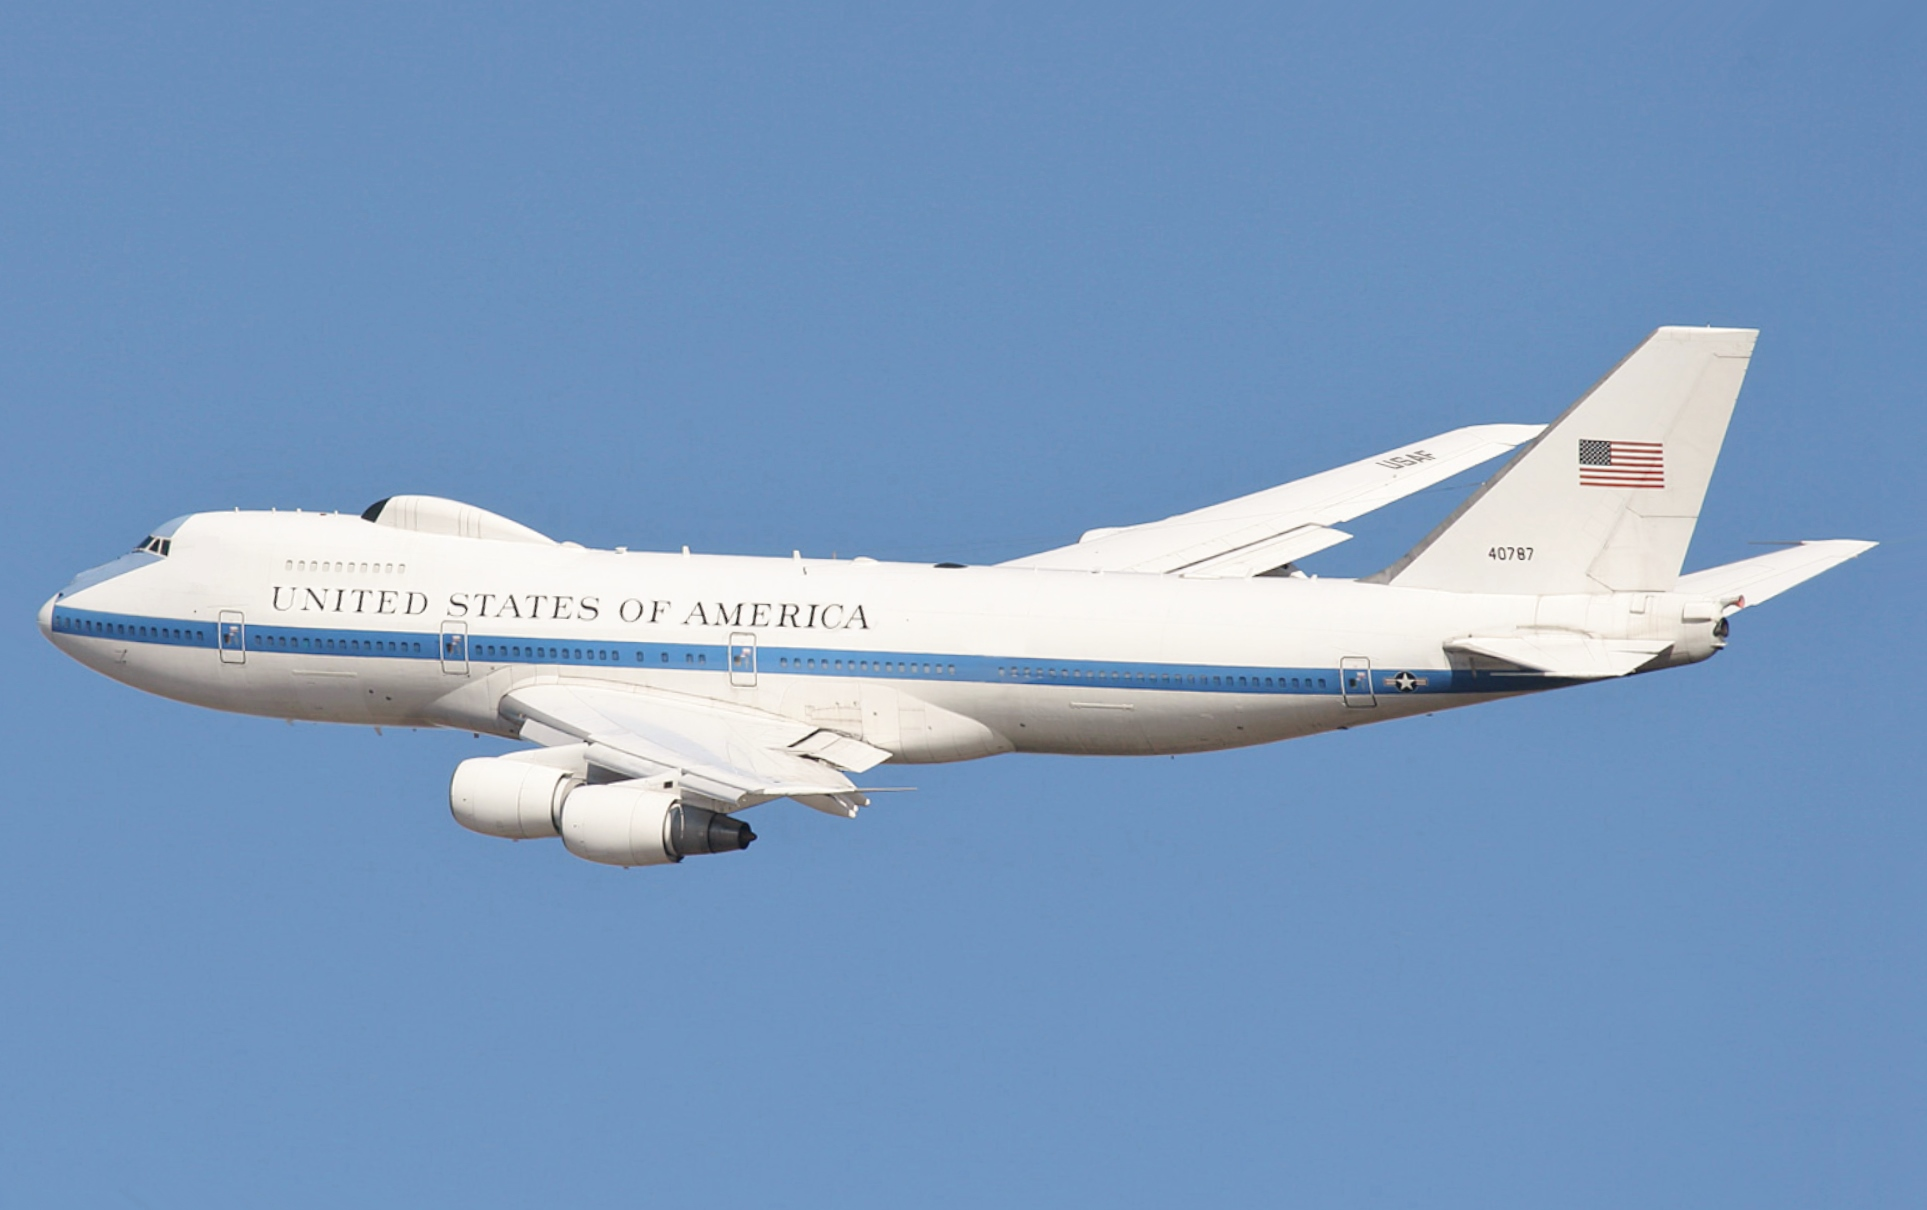 USAF
40787
UNITED STATES OF AMERICA